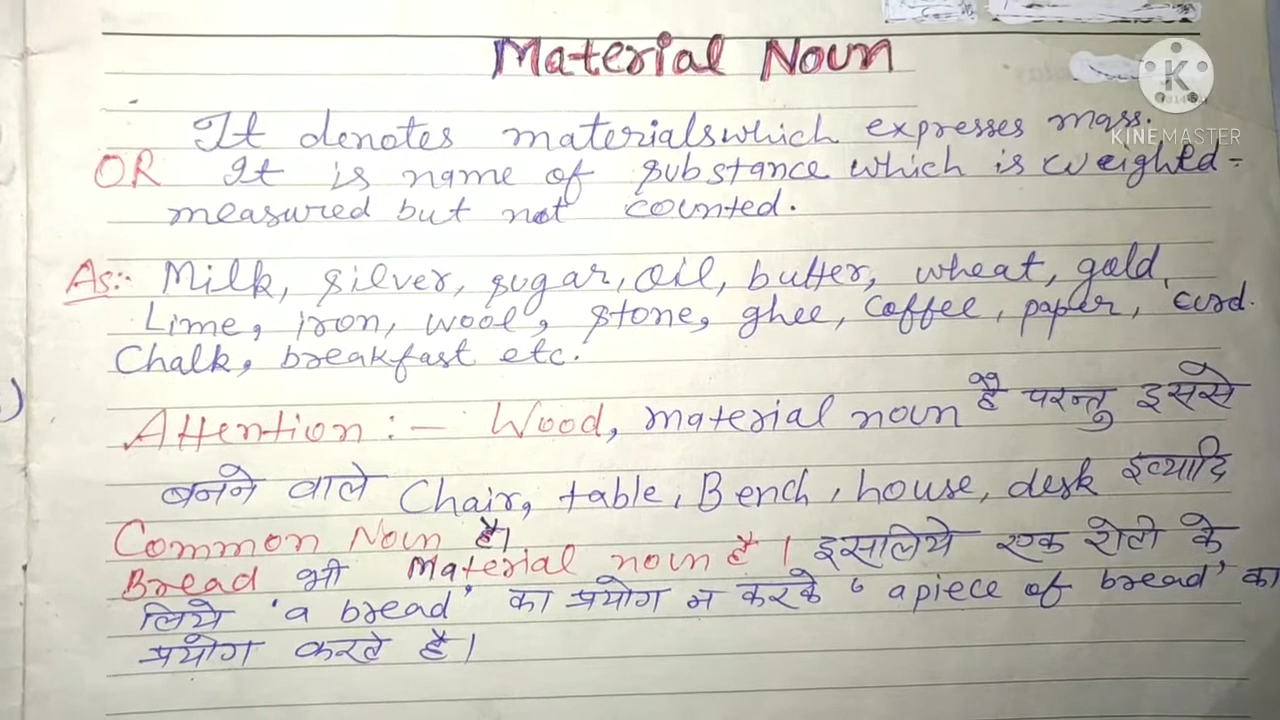 Material Noun
It denotes materials which expresses mass.
OR It is name of substance which is weighted-
measured but not counted.
As:- Milk, silver, sugar, oil, butter, wheat, gold,
Lime, iron, wool, stone, ghee, coffee, paper, curd.
Chalk, breakfast etc.
Attention :- Wood, material noun है परन्तु इससे
बनने वाले Chair, table, Bench, house, desk इत्यादि
Common Noun है।
Bread भी Material noun है। इसलिये एक रोटी के
लिये 'a bread' का प्रयोग न करके 'a piece of bread' का
प्रयोग करते है।
K
KINEMASTER